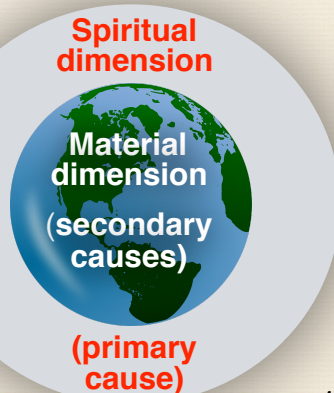 Spiritual
dimension
Material
dimension
(secondary
causes)
(primary
cause)